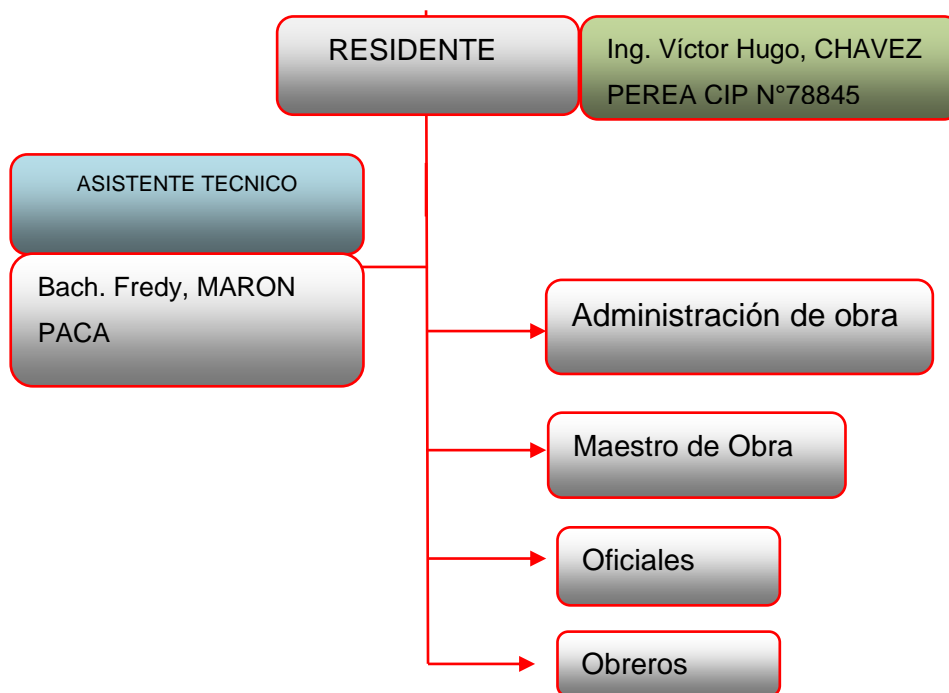 RESIDENTE
Ing. Víctor Hugo, CHAVEZ
PEREA CIP N°78845
ASISTENTE TECNICO
Bach. Fredy, MARON
PACA
Administración de obra
Maestro de Obra
Oficiales
Obreros